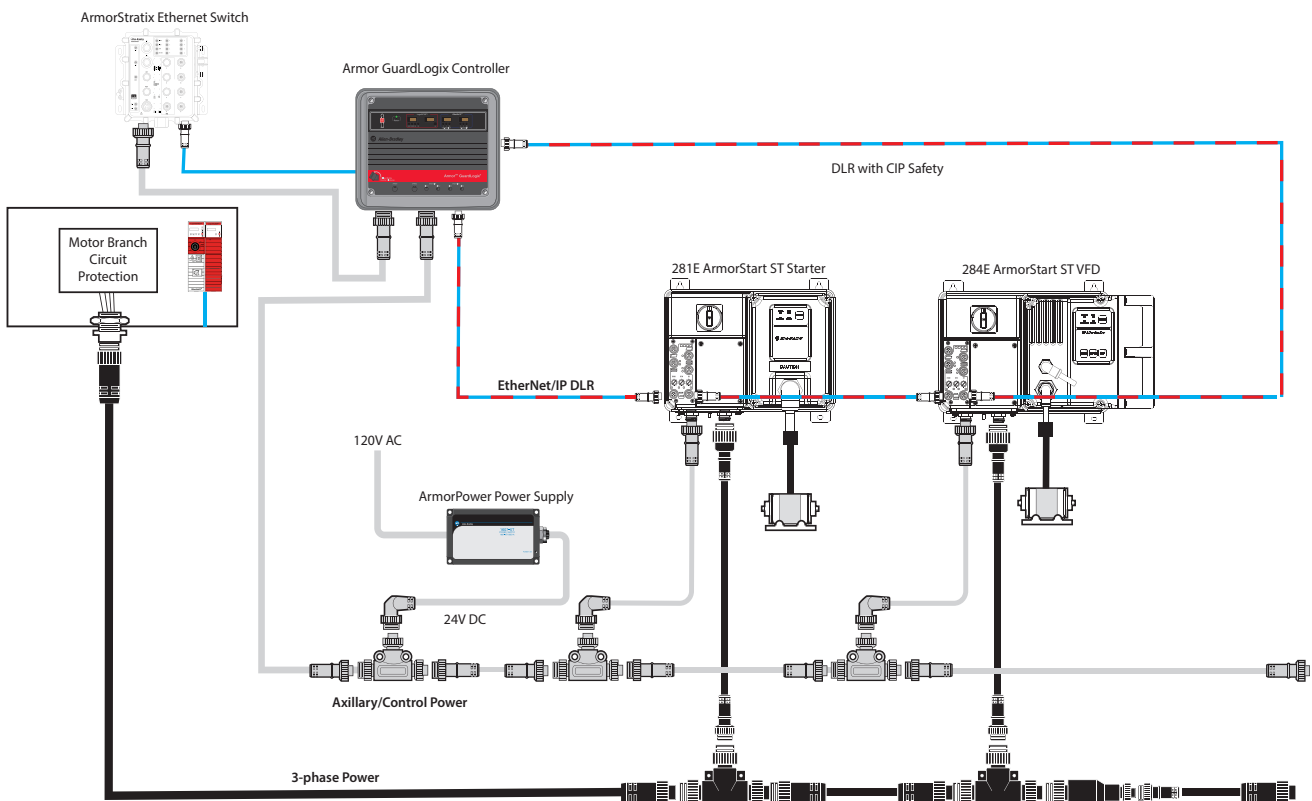 ArmorStratix Ethernet Switch
Armor GuardLogix Controller
DLR with CIP Safety
Motor Branch
Circuit
Protection
281E ArmorStart ST Starter
284E ArmorStart ST VFD
EtherNet/IP DLR
120V AC
ArmorPower Power Supply
24V DC
Axillary/Control Power
3-phase Power